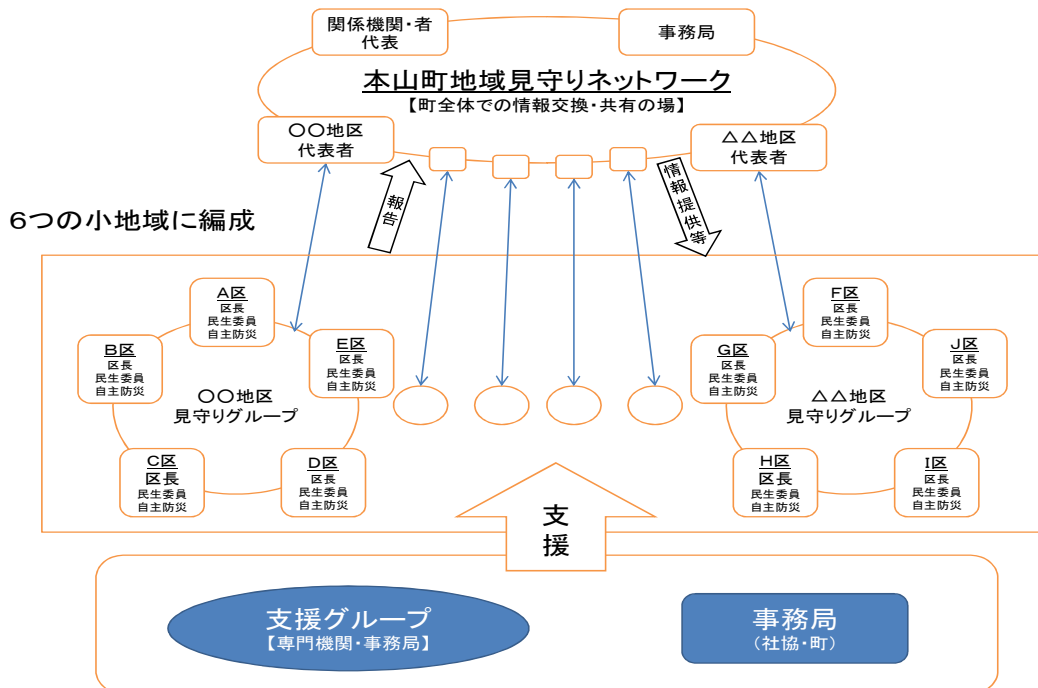 関係機関・者
代表
事務局
本山町地域見守りネットワーク
【町全体での情報交換・共有の場】
〇〇地区
代表者
△△地区
代表者
報告
情報提供等
6つの小地域に編成
A区
区長
民生委員
自主防災
B区
区長
民生委員
自主防災
E区
区長
民生委員
自主防災
〇〇地区
見守りグループ
C区
区長
民生委員
自主防災
D区
区長
民生委員
自主防災
F区
区長
民生委員
自主防災
G区
区長
民生委員
自主防災
J区
区長
民生委員
自主防災
△△地区
見守りグループ
H区
区長
民生委員
自主防災
I区
区長
民生委員
自主防災
支援
支援グループ
【専門機関・事務局】
事務局
(社協・町)